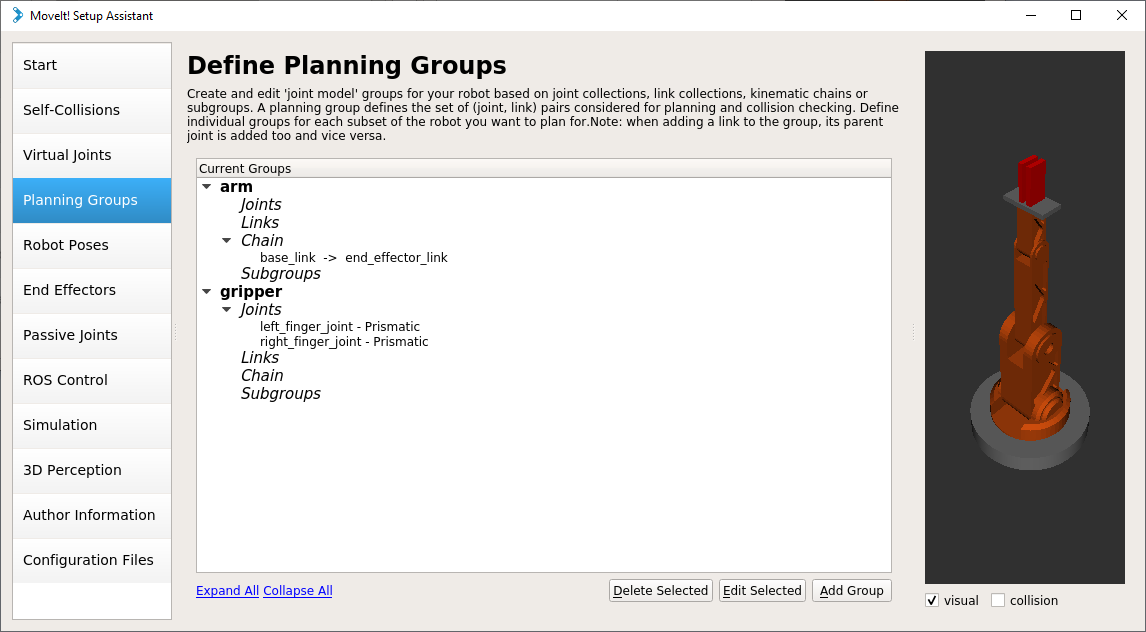 MoveIt! Setup Assistant
Start
Self-Collisions
Virtual Joints
Planning Groups
Robot Poses
End Effectors
Passive Joints
ROS Control
Simulation
3D Perception
Author Information
Configuration Files
Define Planning Groups
Create and edit 'joint model' groups for your robot based on joint collections, link collections, kinematic chains or
subgroups. A planning group defines the set of (joint, link) pairs considered for planning and collision checking. Define
individual groups for each subset of the robot you want to plan for.Note: when adding a link to the group, its parent
joint is added too and vice versa.
Current Groups
arm
Joints
Links
Chain
base_link -> end_effector_link
Subgroups
gripper
Joints
left_finger_joint - Prismatic
right_finger_joint - Prismatic
Links
Chain
Subgroups
Expand All Collapse All Delete Selected Edit Selected Add Group
visual collision